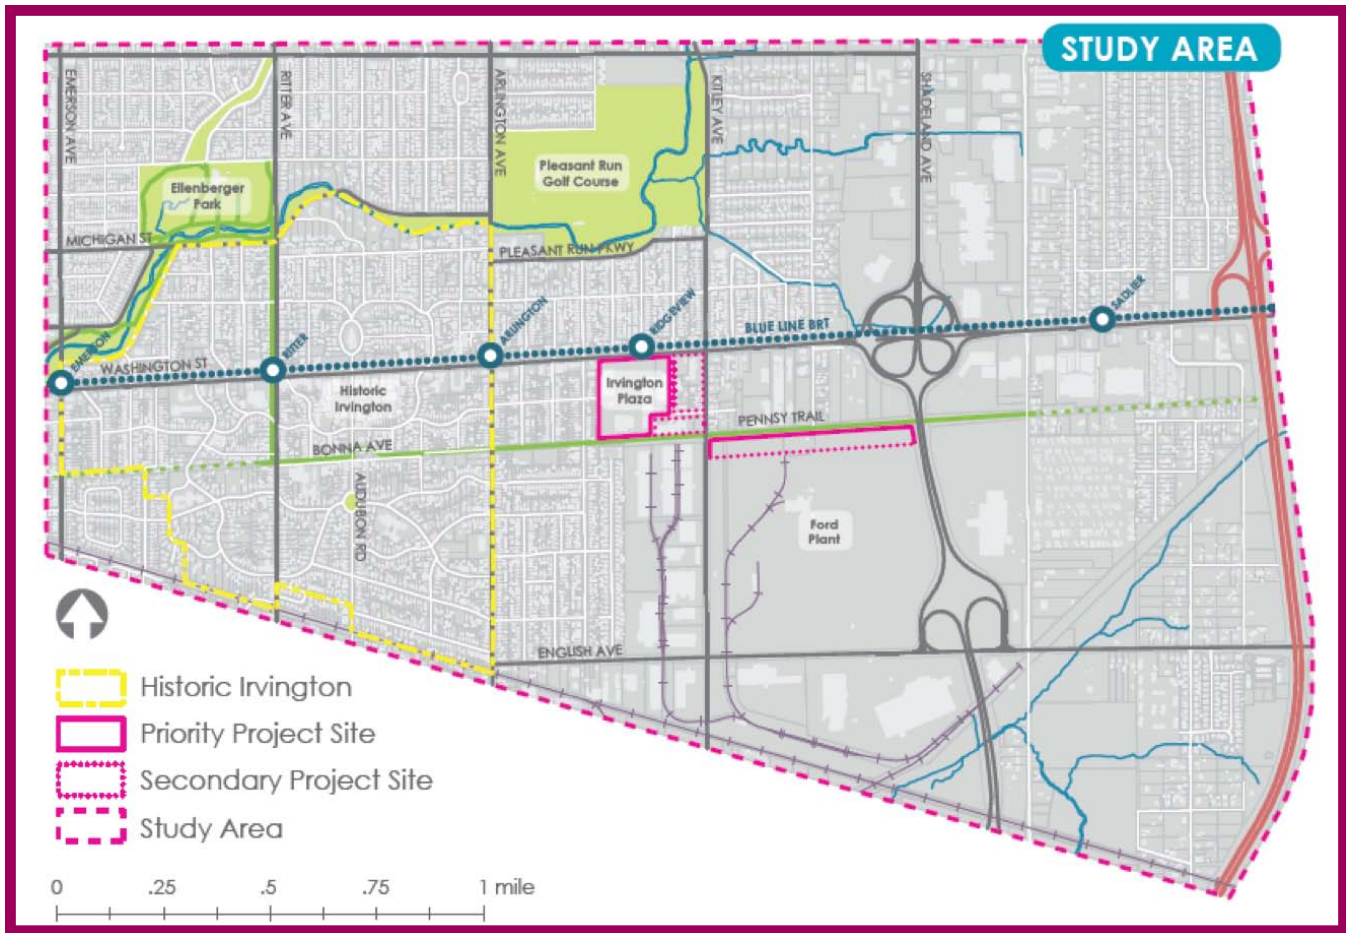 STUDY AREA
EMERSON AVE
RITTER AVE
ARLINGTON AVE
KITLEY AVE
SHADELAND AVE
Pleasant Run
Golf Course
Ellenberger
Park
MICHIGAN ST
PLEASANT RUN PKWY
EMERSON
RITTER
ARLINGTON
RIDGEVIEW
SADLIER
BLUE LINE BRT
WASHINGTON ST
Historic
Irvington
Irvington
Plaza
PENNSY TRAIL
BONNA AVE
AUDUBON RD
Ford
Plant
ENGLISH AVE
Historic Irvington
Priority Project Site
Secondary Project Site
Study Area
0 .25 .5 .75 1 mile